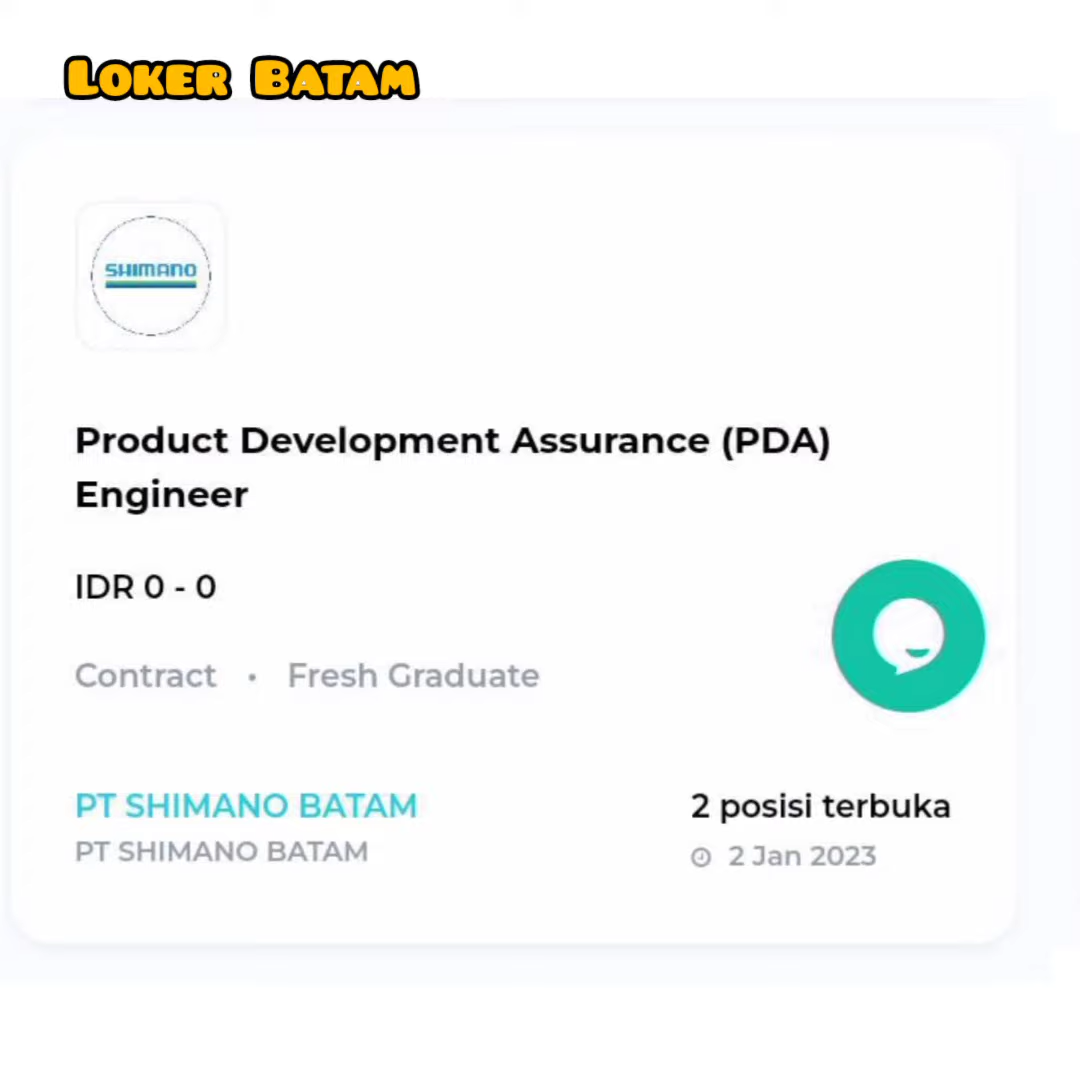 LOKER BATAM
SHIMANO
Product Development Assurance (PDA)
Engineer
IDR 0 - 0
Contract • Fresh Graduate
PT SHIMANO BATAM
2 posisi terbuka
PT SHIMANO BATAM
2 Jan 2023